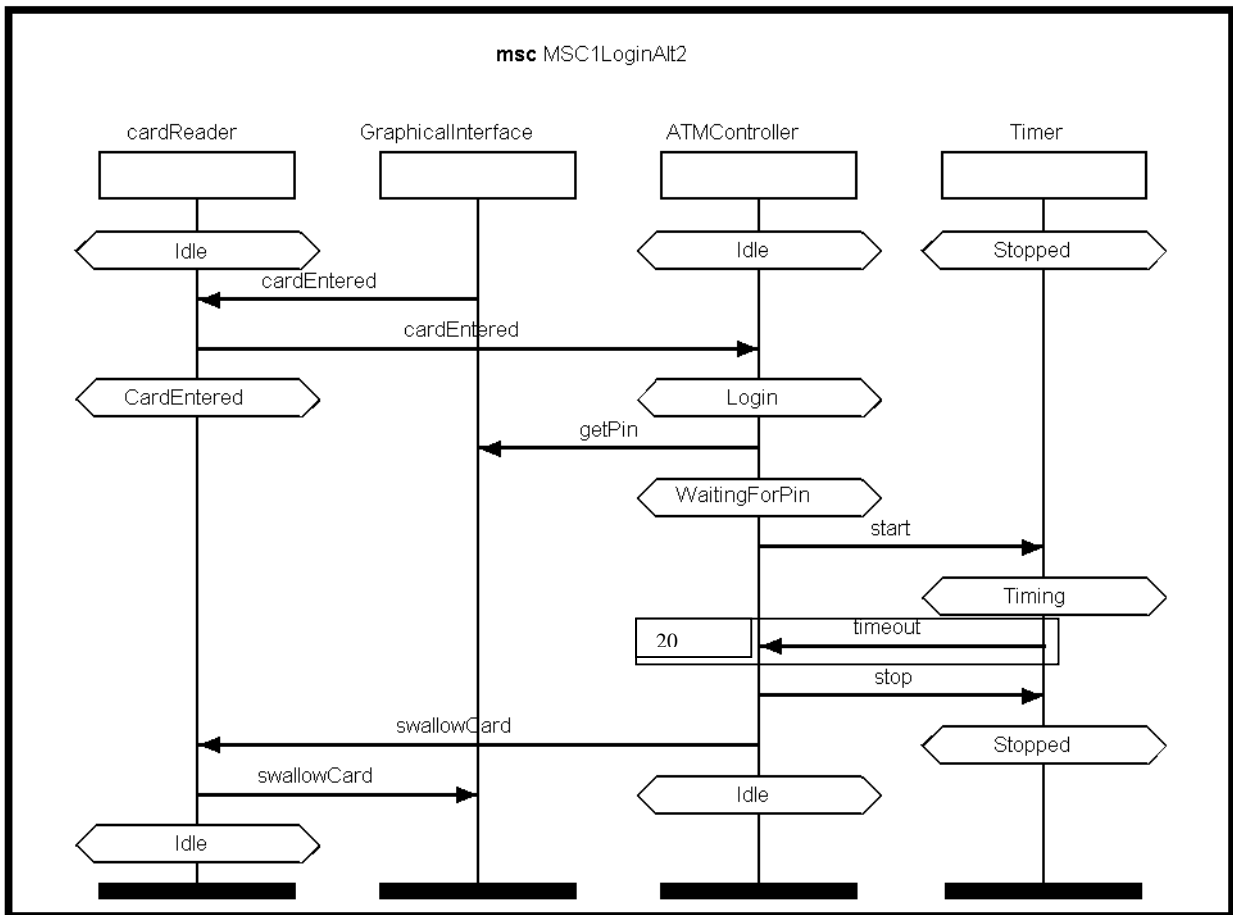 msc MSC1LoginAlt2
cardReader GraphicalInterface ATMController Timer
Idle Idle Stopped
cardEntered
cardEntered
CardEntered Login
getPin
WaitingForPin
start
Timing
timeout
20
stop
swallowCard Stopped
swallowCard Idle
Idle